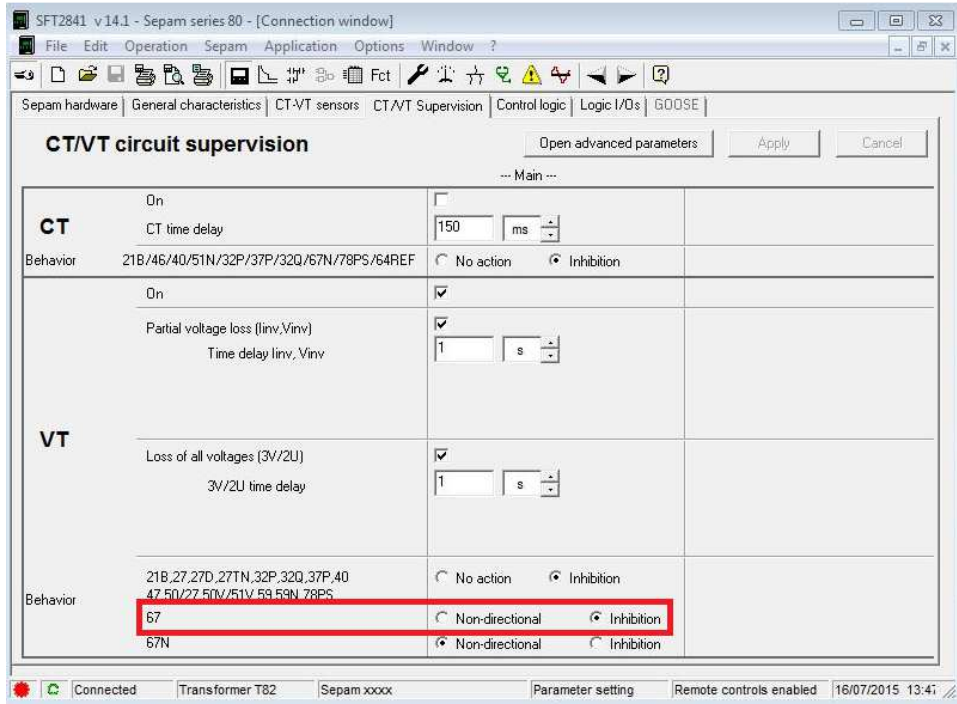 SFT2841 v 14.1 - Sepam series 80 - [Connection window]
File Edit Operation Sepam Application Options Window ?
Fct
Sepam hardware General characteristics CT-VT sensors CT/VT Supervision Control logic Logic I/Os GOOSE
CT/VT circuit supervision Open advanced parameters Apply Cancel
--- Main ---
On
CT CT time delay 150 ms
Behavior 21B/46/40/51N/32P/37P/32Q/67N/78PS/64REF No action Inhibition
On
Partial voltage loss (Iinv,Vinv)
Time delay Iinv, Vinv 1 s
VT
Loss of all voltages (3V/2U)
3V/2U time delay 1 s
21B,27,27D,27TN,32P,32Q,37P,40 No action Inhibition
47,50/27,50V/51V,59,59N,78PS
Behavior
67 Non-directional Inhibition
67N Non-directional Inhibition
Connected Transformer T82 Sepam xxxx Parameter setting Remote controls enabled 16/07/2015 13:47